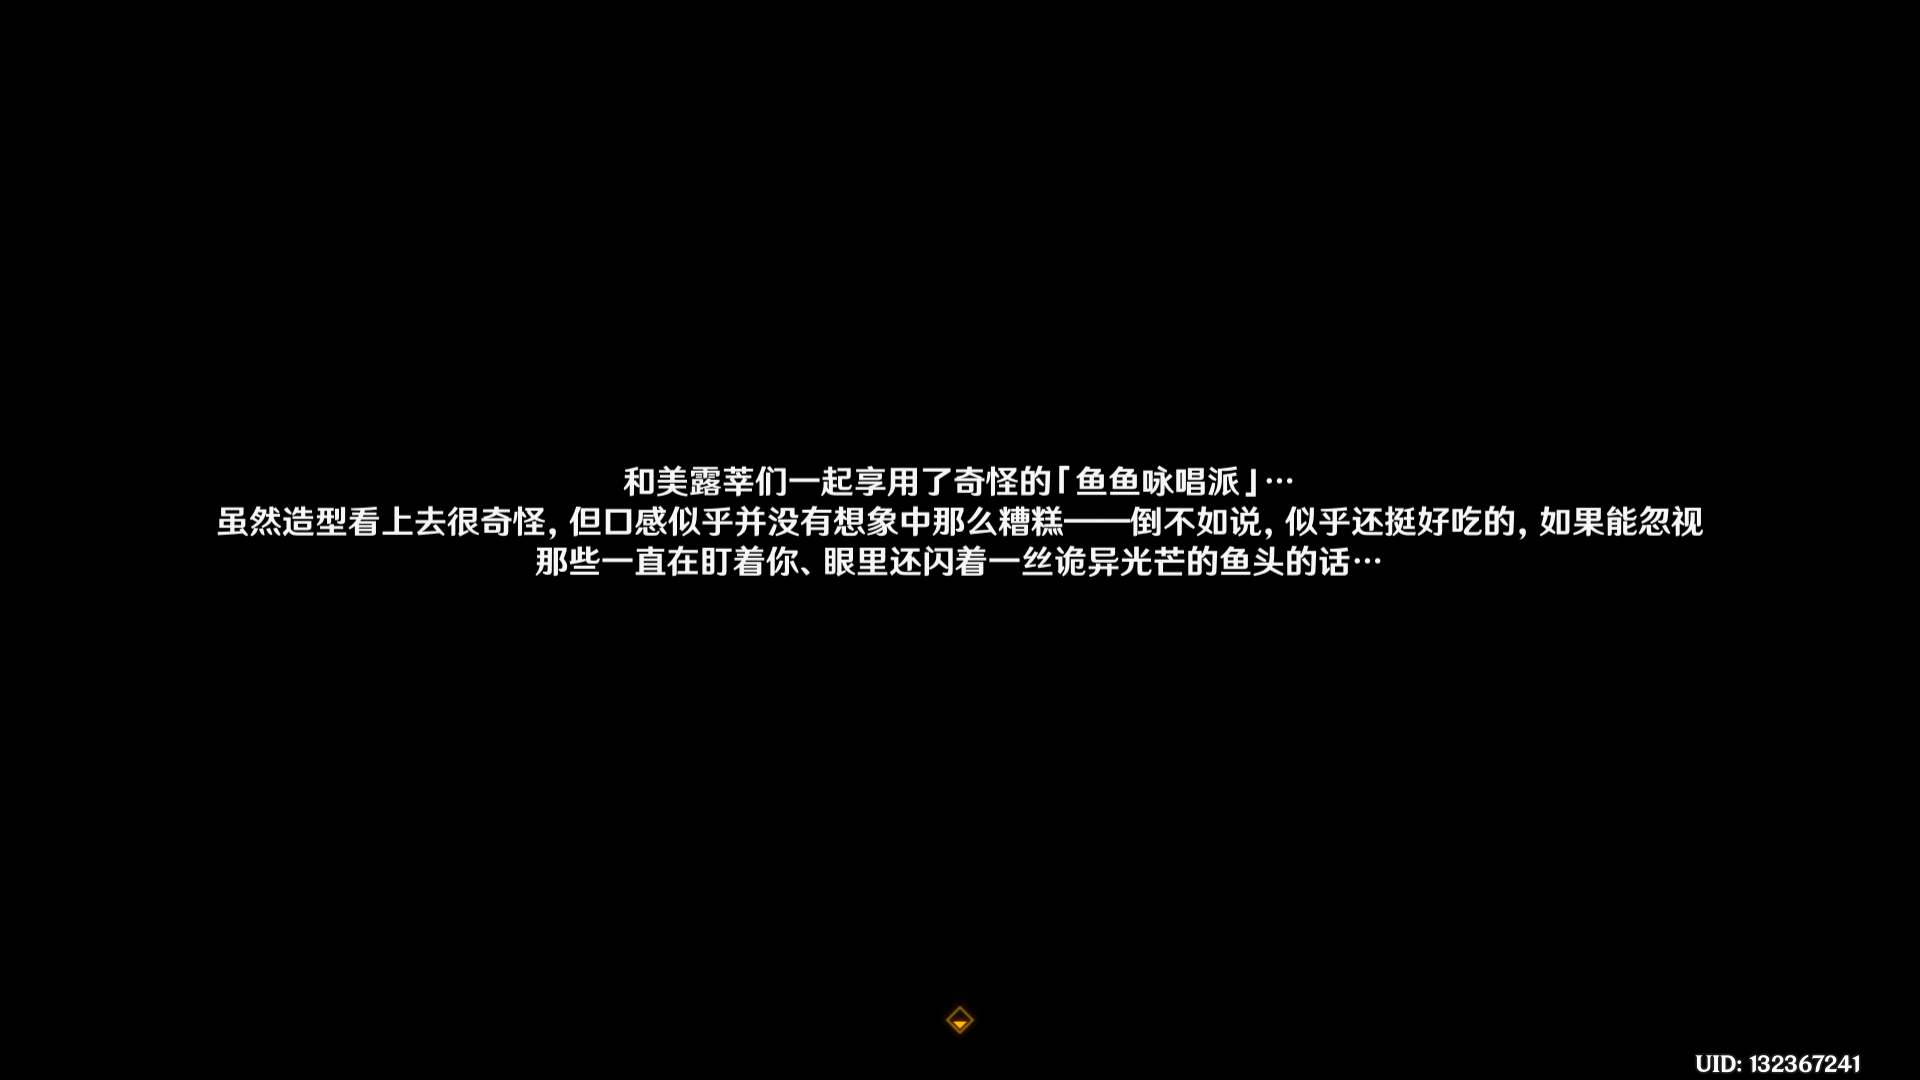 和美露莘们一起享用了奇怪的「鱼鱼咏唱派」…
虽然造型看上去很奇怪，但口感似乎并没有想象中那么糟糕——倒不如说，似乎还挺好吃的，如果能忽视
那些一直在盯着你、眼里还闪着一丝诡异光芒的鱼头的话…
UID: 132367241